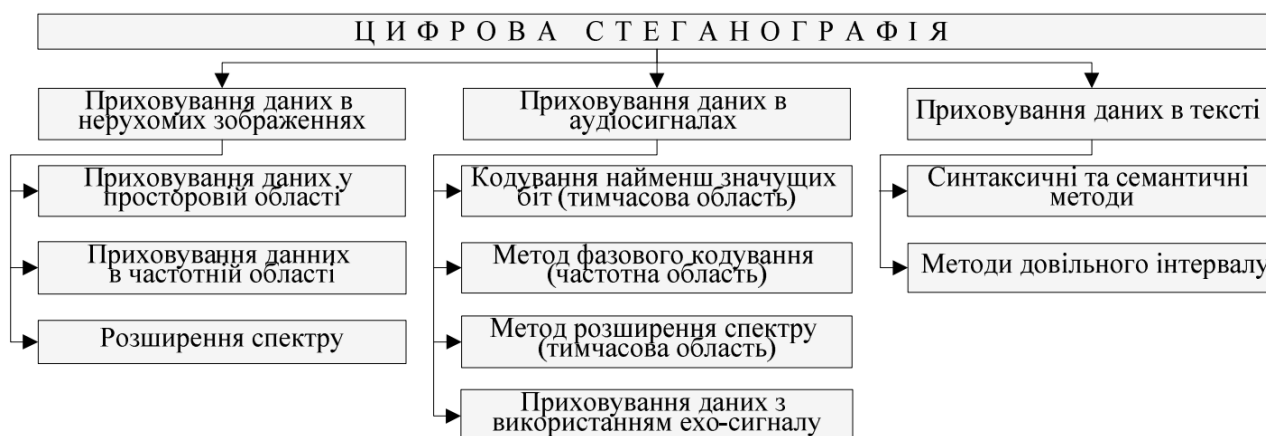 ЦИФРОВА СТЕГАНОГРАФІЯ
Приховування даних в
нерухомих зображеннях
Приховування даних у
просторовій області
Приховування данних
в частотній області
Розширення спектру
Приховування даних в
аудіосигналах
Кодування найменш значущих
біт (тимчасова область)
Метод фазового кодування
(частотна область)
Метод розширення спектру
(тимчасова область)
Приховування даних з
використанням ехо-сигналу
Приховування даних в тексті
Синтаксичні та семантичні
методи
Методи довільного інтервалу